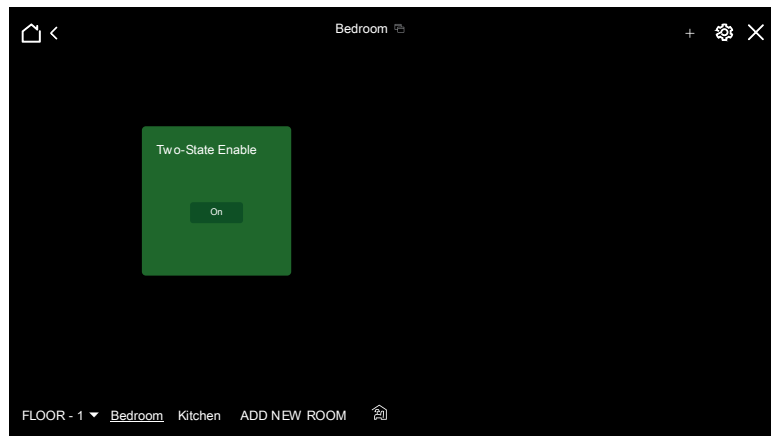 Bedroom
+
Two-State Enable
On
FLOOR - 1 Bedroom Kitchen ADD NEW ROOM